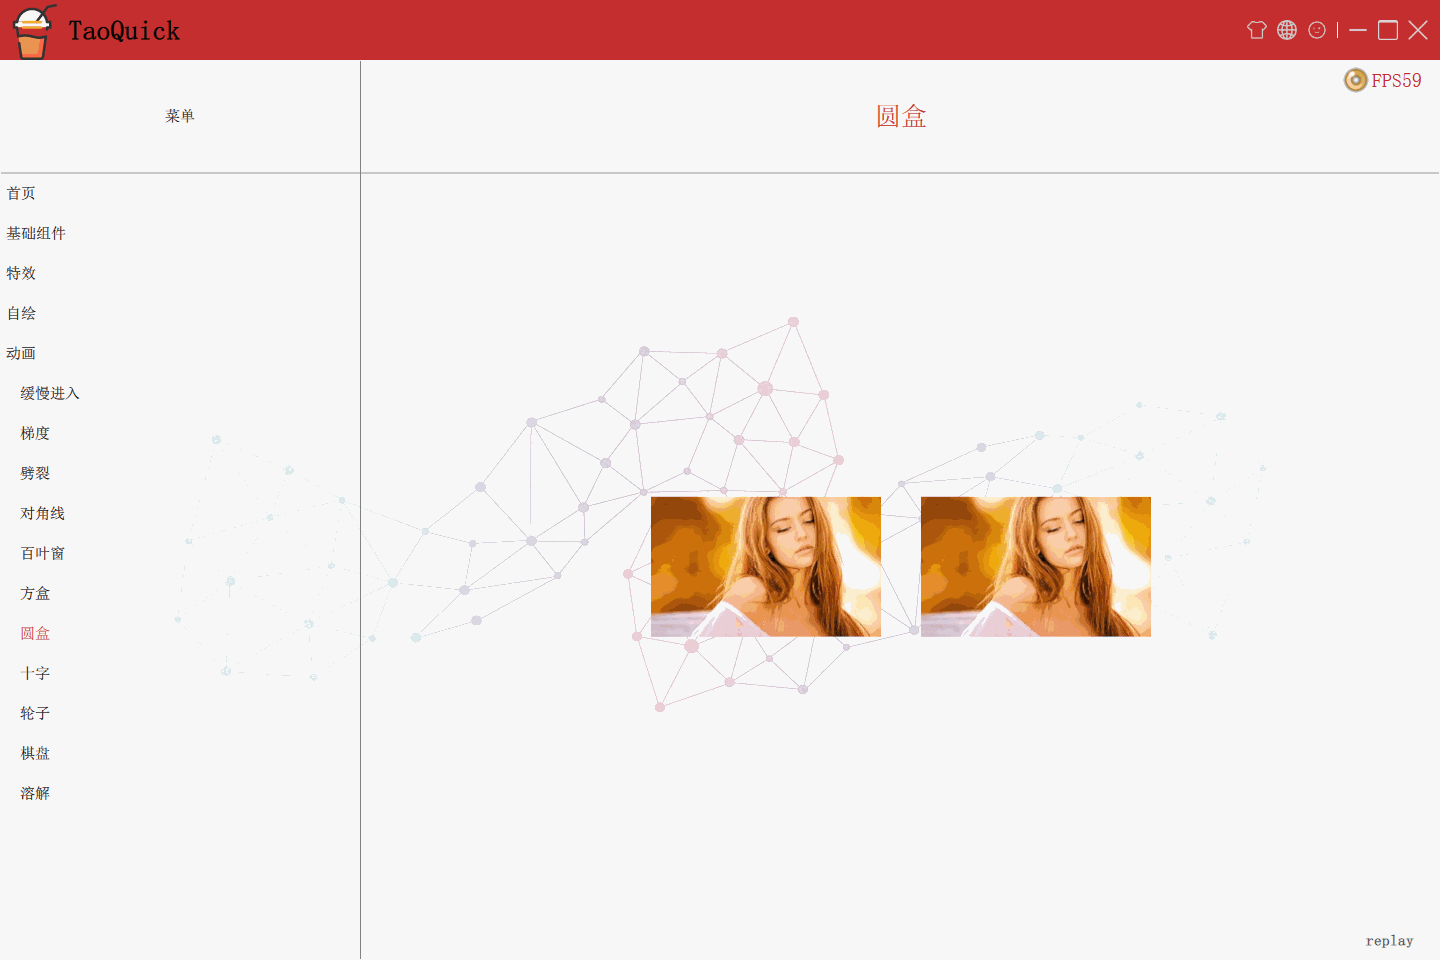 TaoQuick
FPS59
菜单
圆盒
首页
基础组件
特效
自绘
动画
缓慢进入
梯度
劈裂
对角线
百叶窗
方盒
圆盒
十字
轮子
棋盘
溶解
replay